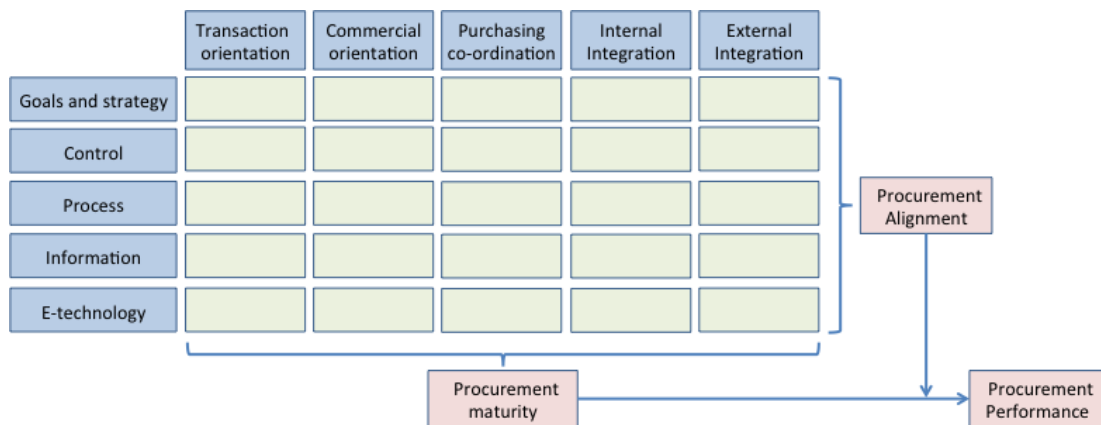 Transaction
orientation
Commercial
orientation
Purchasing
co-ordination
Internal
Integration
External
Integration
Goals and strategy
Control
Process
Information
E-technology
Procurement
Alignment
Procurement
maturity
Procurement
Performance